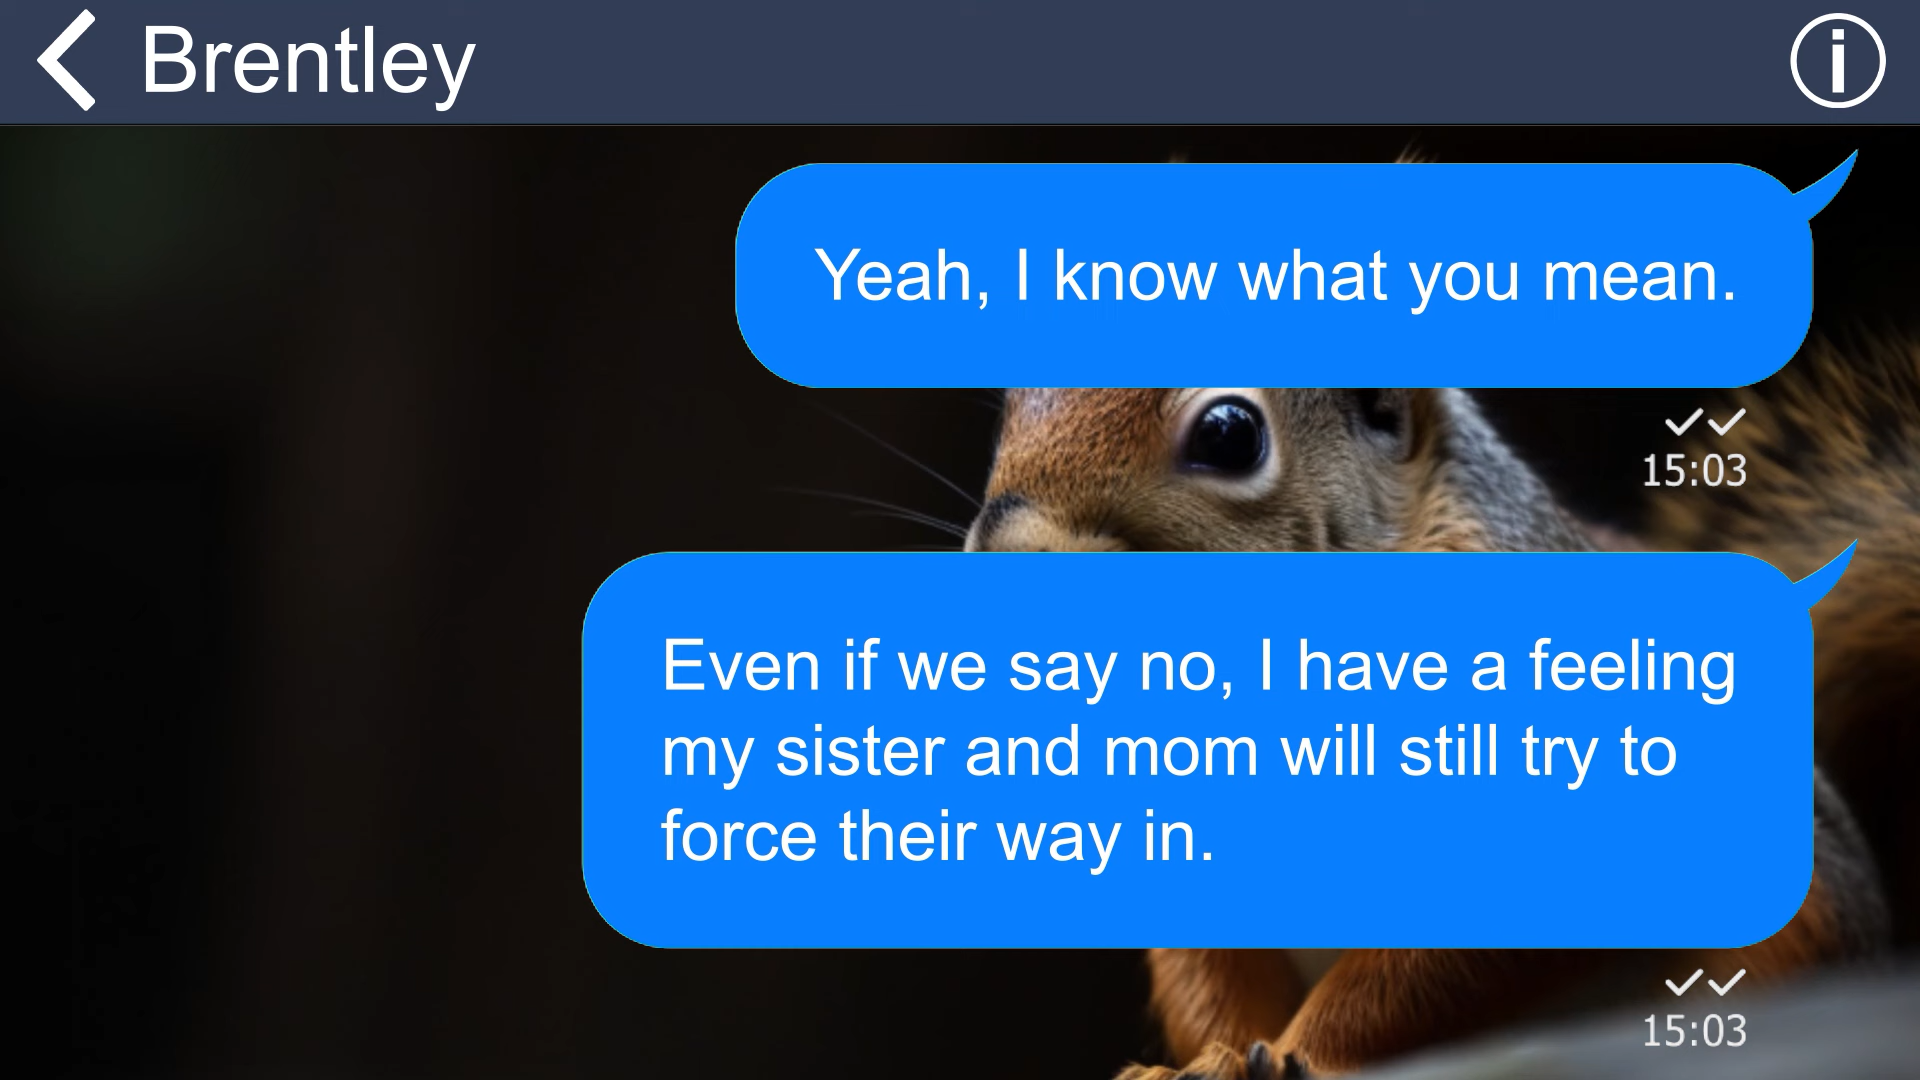 Brentley
Yeah, I know what you mean.
15:03
Even if we say no, I have a feeling
my sister and mom will still try to
force their way in.
15:03